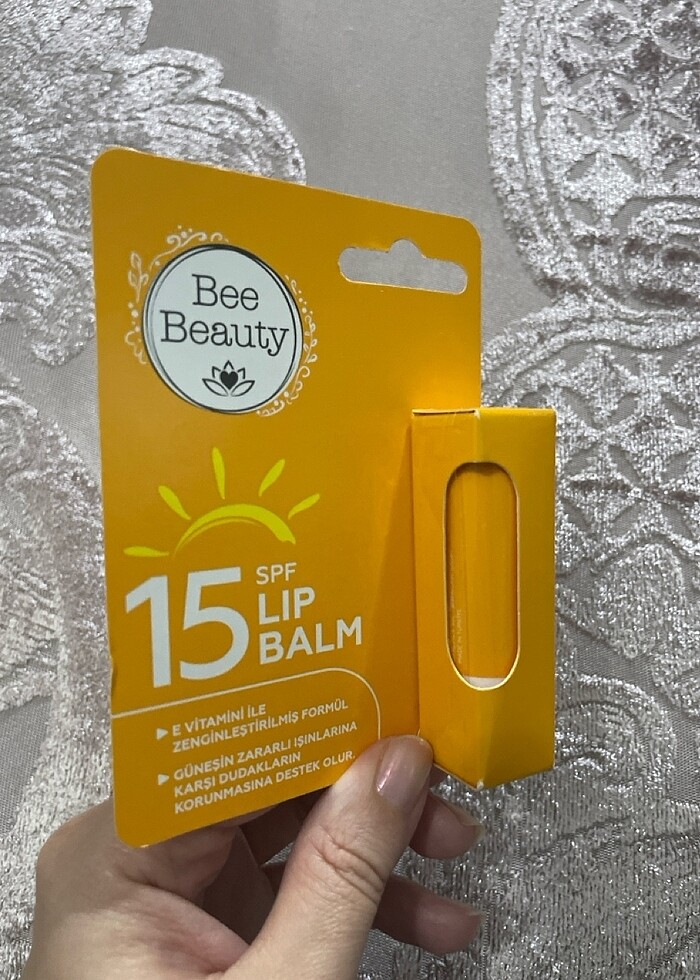 Bee
Beauty
15
SPF
LIP
BALM
E VİTAMİNİ İLE
ZENGİNLEŞTİRİLMİŞ FORMÜL
GÜNEŞİN ZARARLI IŞINLARINA
KARŞI DUDAKLARIN
KORUNMASINA DESTEK OLUR.